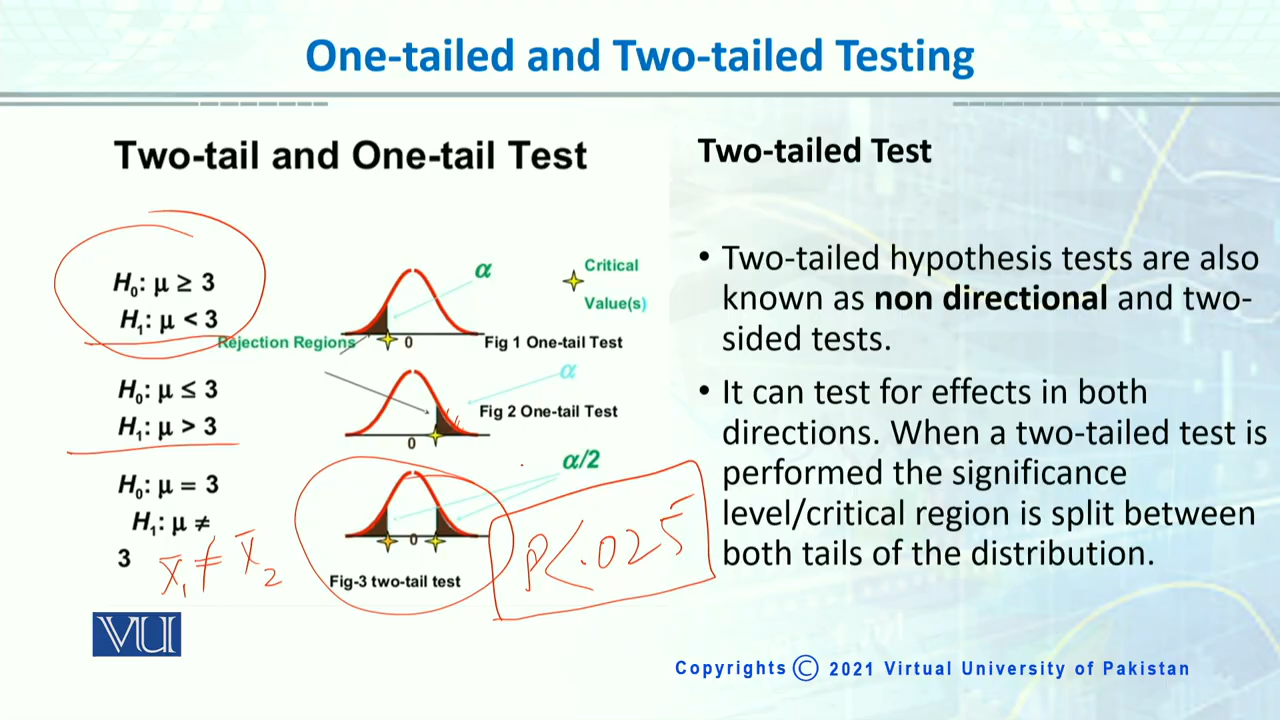 One-tailed and Two-tailed Testing
Two-tail and One-tail Test
H₀: μ ≥ 3
H₁: μ < 3
Rejection Regions
α
Critical
Value(s)
0
Fig 1 One-tail Test
H₀: μ ≤ 3
H₁: μ > 3
α
0
Fig 2 One-tail Test
H₀: μ = 3
H₁: μ ≠
3
α/2
0
Fig-3 two-tail test
X̄₁ ≠ X̄₂
P<.025
Two-tailed Test
• Two-tailed hypothesis tests are also
known as non directional and two-
sided tests.
• It can test for effects in both
directions. When a two-tailed test is
performed the significance
level/critical region is split between
both tails of the distribution.
VU
Copyrights © 2021 Virtual University of Pakistan